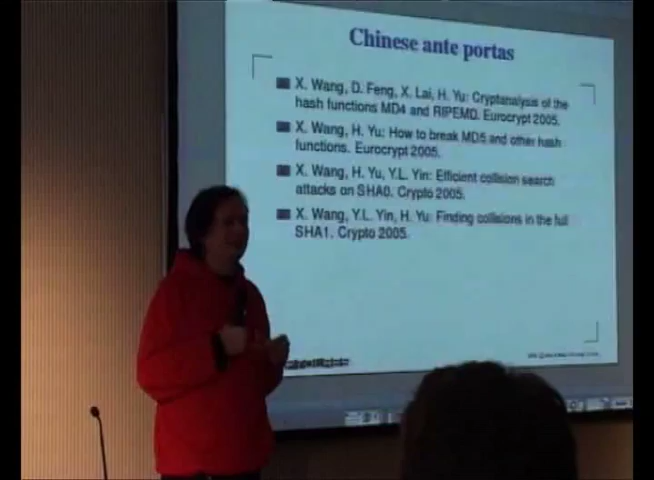 Chinese ante portas
X. Wang, D. Feng, X. Lai, H. Yu: Cryptanalysis of the
hash functions MD4 and RIPEMD. Eurocrypt 2005.
X. Wang, H. Yu: How to break MD5 and other hash
functions. Eurocrypt 2005.
X. Wang, H. Yu, Y.L. Yin: Efficient collision search
attacks on SHA0. Crypto 2005.
X. Wang, Y.L. Yin, H. Yu: Finding collisions in the full
SHA1. Crypto 2005.